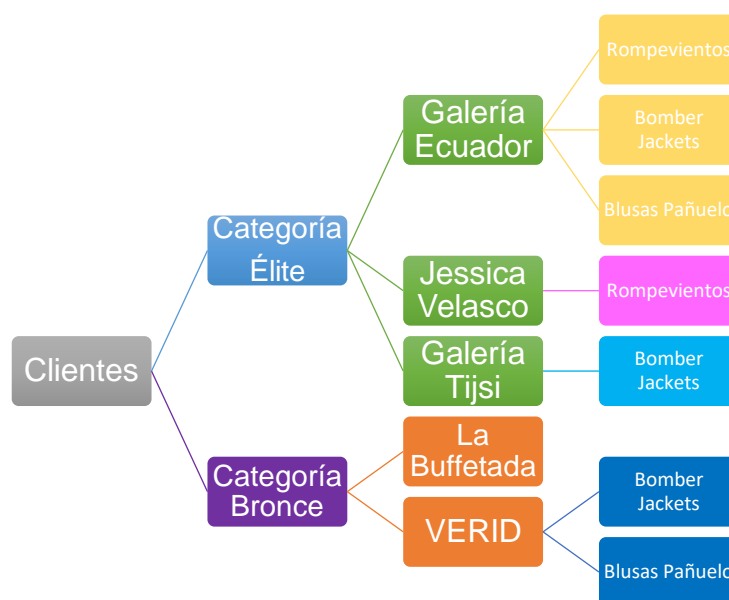 Clientes
Categoría
Élite
Galería
Ecuador
Rompevientos
Bomber
Jackets
Blusas Pañuelo
Jessica
Velasco
Rompevientos
Galería
Tijsi
Bomber
Jackets
Categoría
Bronce
La
Buffetada
VERID
Bomber
Jackets
Blusas Pañuelo